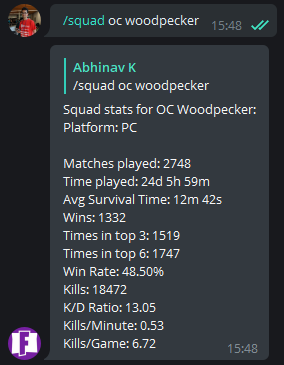 /squad oc woodpecker 15:48
Abhinav K
/squad oc woodpecker
Squad stats for OC Woodpecker:
Platform: PC
Matches played: 2748
Time played: 24d 5h 59m
Avg Survival Time: 12m 42s
Wins: 1332
Times in top 3: 1519
Times in top 6: 1747
Win Rate: 48.50%
Kills: 18472
K/D Ratio: 13.05
Kills/Minute: 0.53
Kills/Game: 6.72 15:48
F